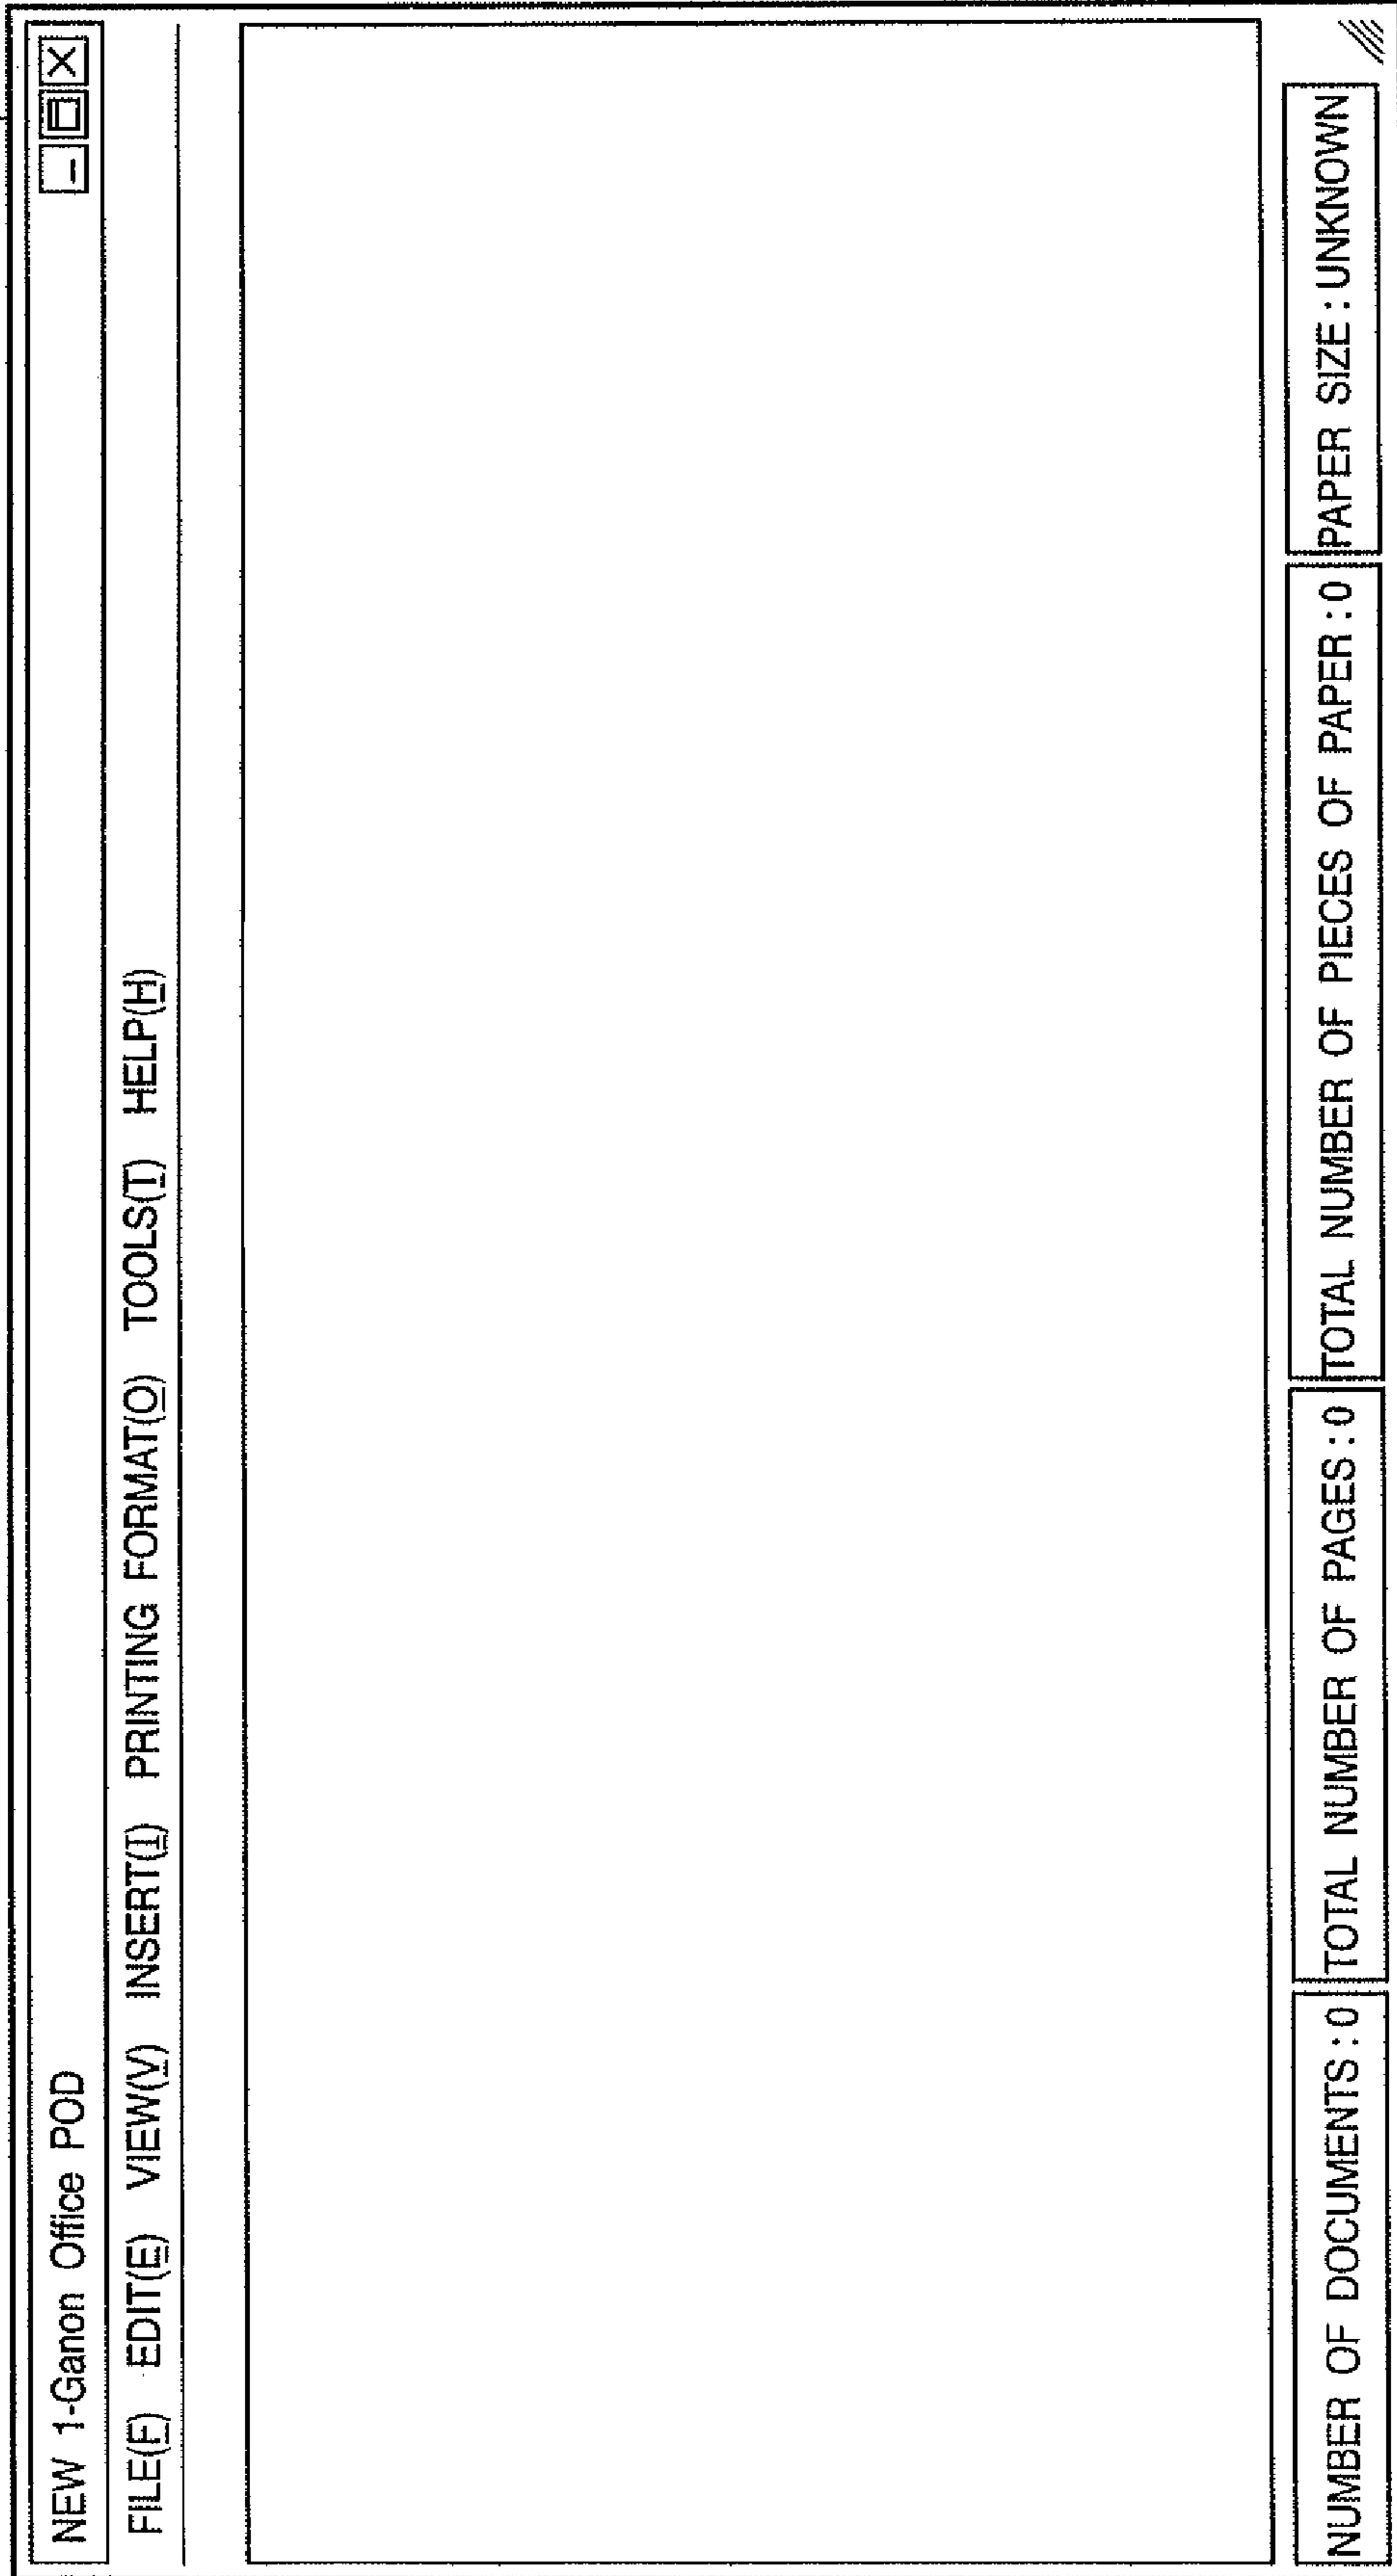 NEW 1-Ganon Office POD
FILE(F) EDIT(E) VIEW(V) INSERT(I) PRINTING FORMAT(O) TOOLS(T) HELP(H)
NUMBER OF DOCUMENTS:0 TOTAL NUMBER OF PAGES:0 TOTAL NUMBER OF PIECES OF PAPER:0 PAPER SIZE:UNKNOWN